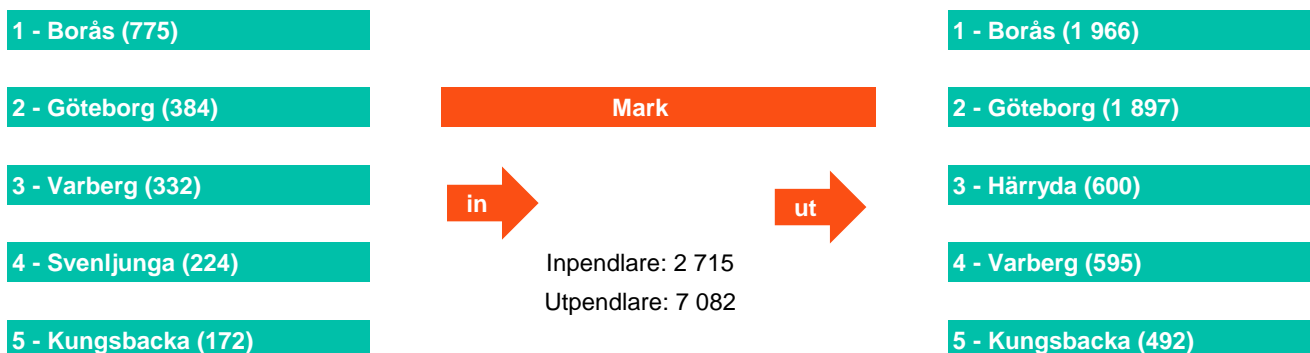 1 - Borås (775)
2 - Göteborg (384)
3 - Varberg (332)
4 - Svenljunga (224)
5 - Kungsbacka (172)
Mark
in
ut
Inpendlare: 2 715
Utpendlare: 7 082
1 - Borås (1 966)
2 - Göteborg (1 897)
3 - Härryda (600)
4 - Varberg (595)
5 - Kungsbacka (492)